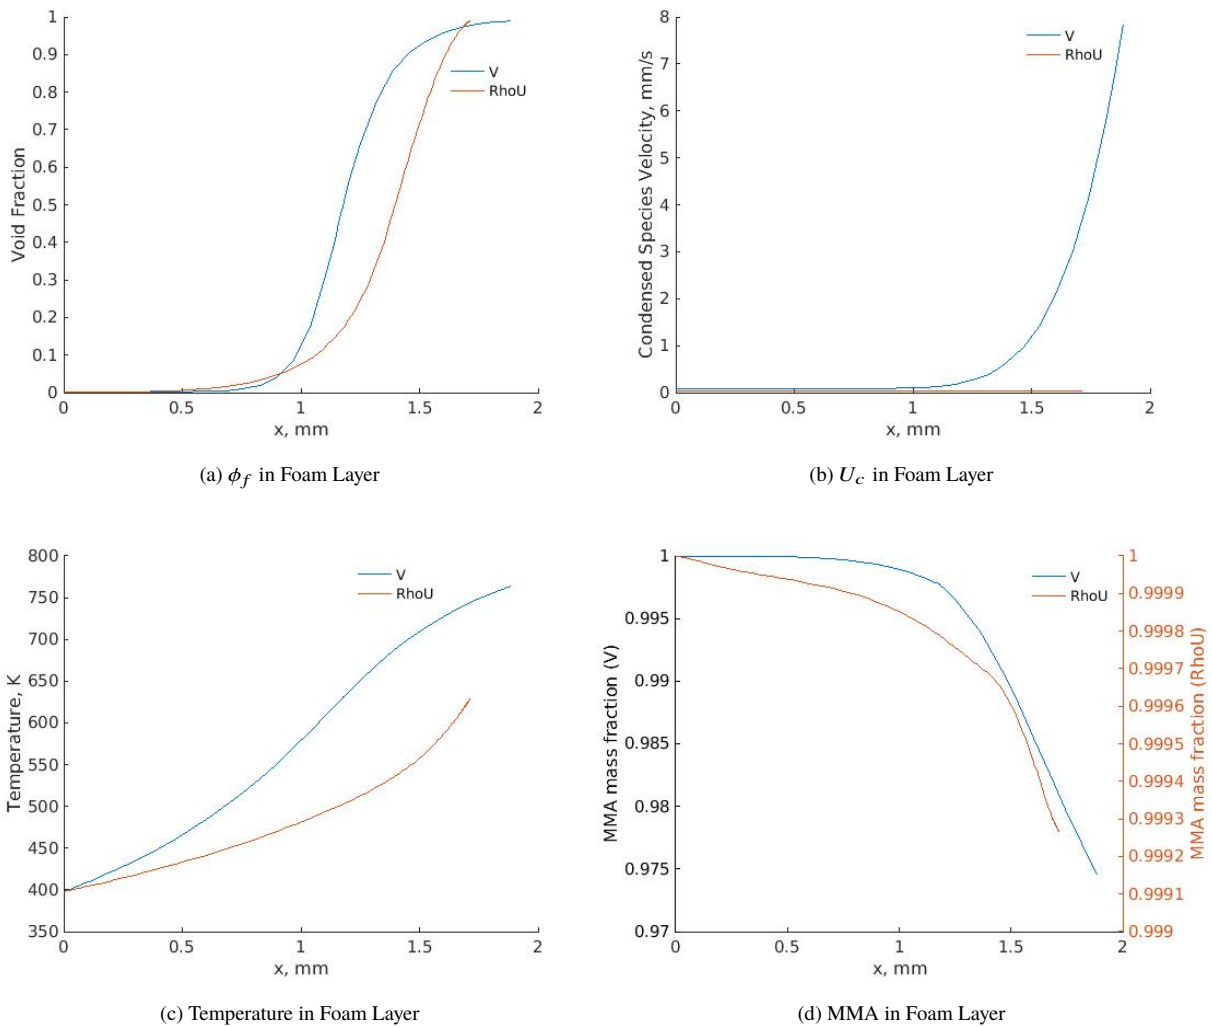 1
0.9
0.8
0.7
0.6
0.5
0.4
0.3
0.2
0.1
0
Void Fraction
V
RhoU
0 0.5 1 1.5 2
x, mm
(a) ϕ_f in Foam Layer
8
7
6
5
4
3
2
1
0
Condensed Species Velocity, mm/s
V
RhoU
0 0.5 1 1.5 2
x, mm
(b) U_c in Foam Layer
800
750
700
650
600
550
500
450
400
350
Temperature, K
V
RhoU
0 0.5 1 1.5 2
x, mm
(c) Temperature in Foam Layer
1
0.995
0.99
0.985
0.98
0.975
0.97
MMA mass fraction (V)
V
RhoU
1
0.9999
0.9998
0.9997
0.9996
0.9995
0.9994
0.9993
0.9992
0.9991
0.999
MMA mass fraction (RhoU)
0 0.5 1 1.5 2
x, mm
(d) MMA in Foam Layer